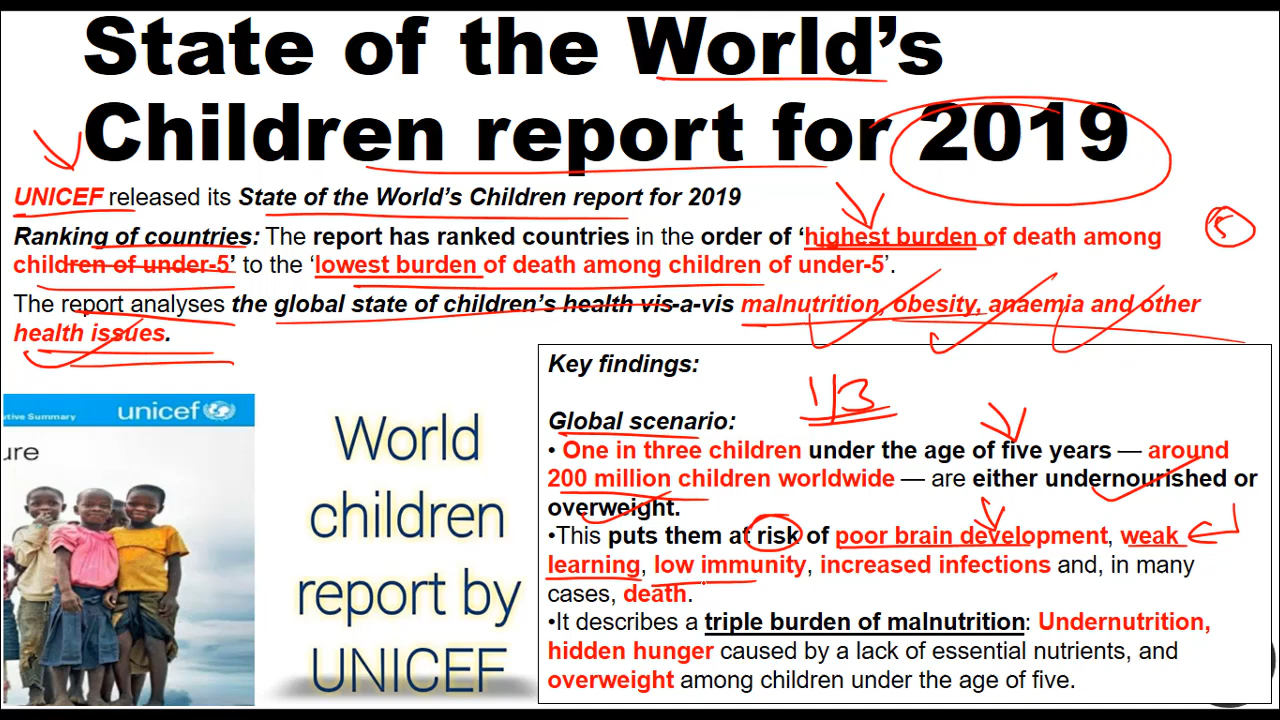 State of the World's
Children report for 2019
UNICEF released its State of the World's Children report for 2019
Ranking of countries: The report has ranked countries in the order of ‘highest burden of death among
children of under-5’ to the ‘lowest burden of death among children of under-5’.
5
The report analyses the global state of children's health vis-a-vis malnutrition, obesity, anaemia and other
health issues.
Key findings:
1/3
Global scenario:
• One in three children under the age of five years — around
200 million children worldwide — are either undernourished or
overweight.
•This puts them at risk of poor brain development, weak
learning, low immunity, increased infections and, in many
cases, death.
•It describes a triple burden of malnutrition: Undernutrition,
hidden hunger caused by a lack of essential nutrients, and
overweight among children under the age of five.
tive Summary
unicef
ure
World
children
report by
UNICEF